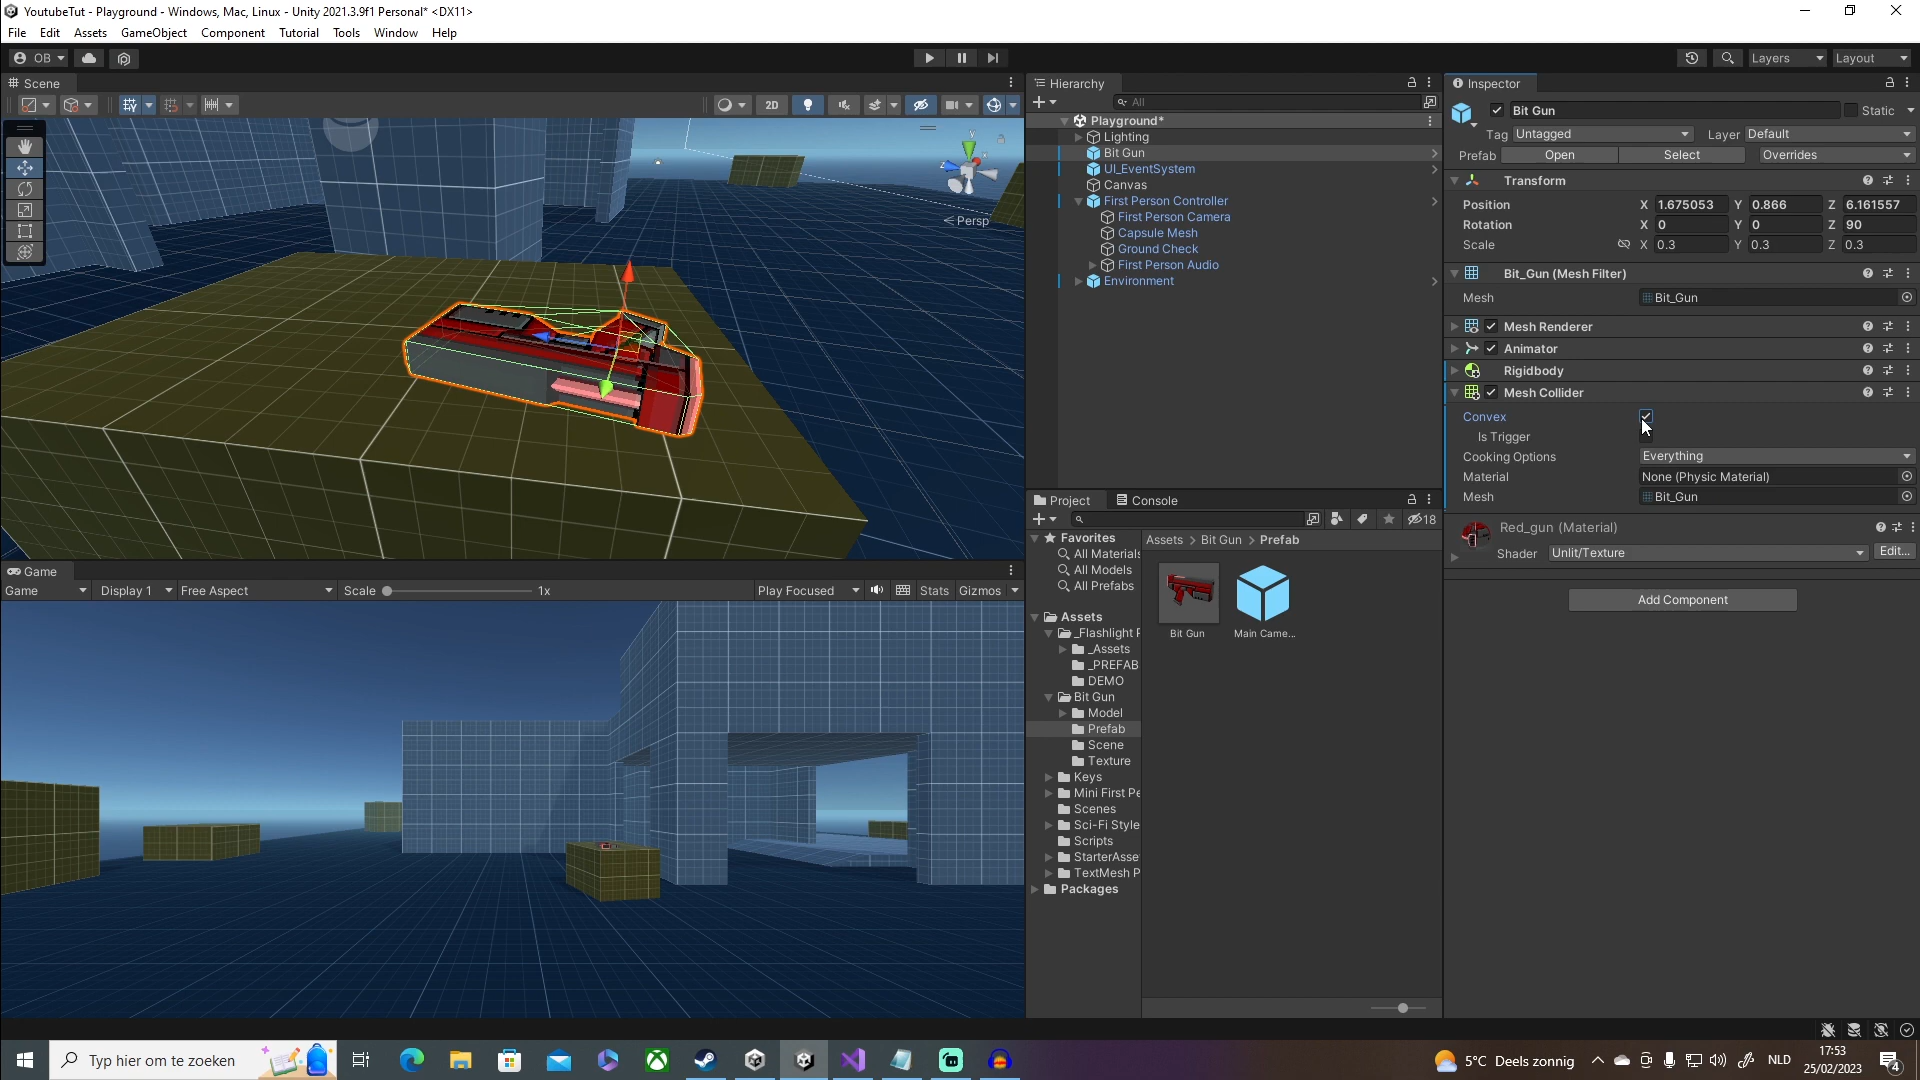 YoutubeTut - Playground - Windows, Mac, Linux - Unity 2021.3.9f1 Personal* <DX11>
File Edit Assets GameObject Component Tutorial Tools Window Help
OB
Layers Layout
Scene
2D
y
x
z
< Persp
Game
Game Display 1 Free Aspect Scale 1x Play Focused Stats Gizmos
Hierarchy
All
Playground*
Lighting
Bit Gun
UI_EventSystem
Canvas
First Person Controller
First Person Camera
Capsule Mesh
Ground Check
First Person Audio
Environment
Project Console
18
Favorites
All Materials
All Models
All Prefabs
Assets
_Flashlight P
_Assets
_PREFAB
DEMO
Bit Gun
Model
Prefab
Scene
Texture
Keys
Mini First Pe
Scenes
Sci-Fi Style
Scripts
StarterAsse
TextMesh P
Packages
Assets > Bit Gun > Prefab
Bit Gun Main Came...
Inspector
Bit Gun Static
Tag Untagged Layer Default
Prefab Open Select Overrides
Transform
Position X 1.675053 Y 0.866 Z 6.161557
Rotation X 0 Y 0 Z 90
Scale X 0.3 Y 0.3 Z 0.3
Bit_Gun (Mesh Filter)
Mesh Bit_Gun
Mesh Renderer
Animator
Rigidbody
Mesh Collider
Convex
Is Trigger
Cooking Options Everything
Material None (Physic Material)
Mesh Bit_Gun
Red_gun (Material)
Shader Unlit/Texture Edit...
Add Component
Typ hier om te zoeken
5°C Deels zonnig
NLD
17:53
25/02/2023
4